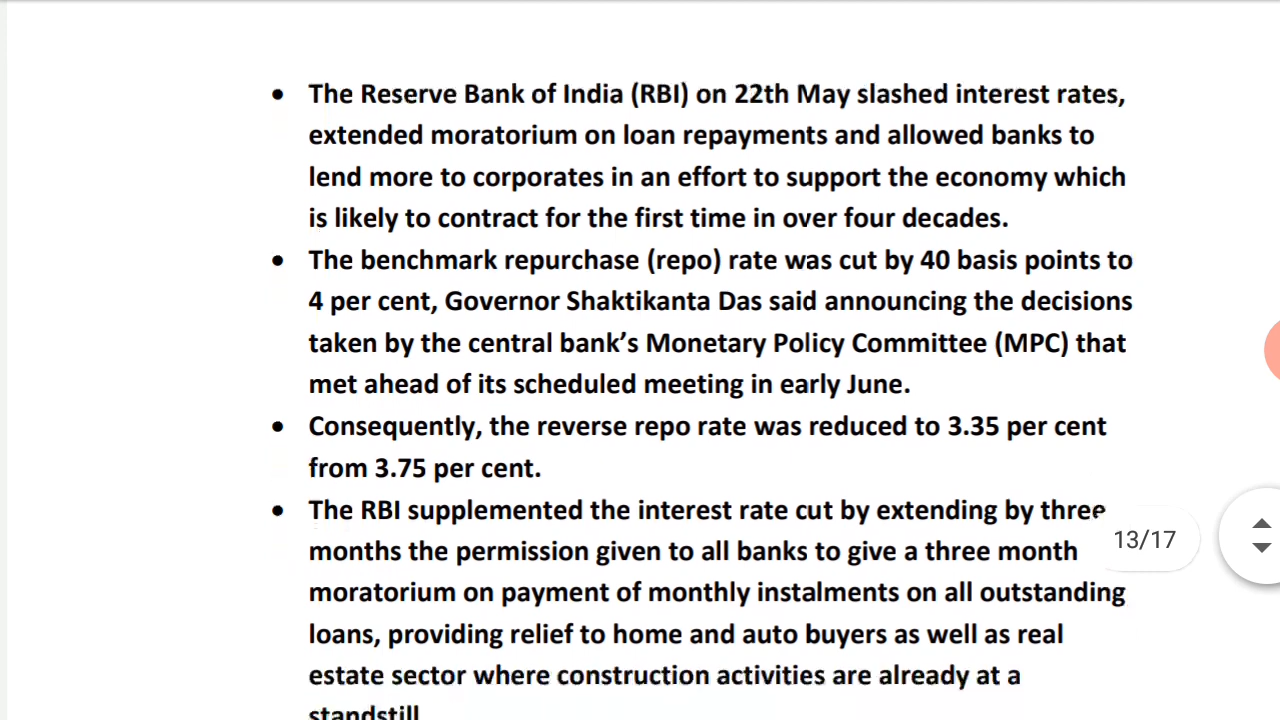 • The Reserve Bank of India (RBI) on 22th May slashed interest rates,
extended moratorium on loan repayments and allowed banks to
lend more to corporates in an effort to support the economy which
is likely to contract for the first time in over four decades.
• The benchmark repurchase (repo) rate was cut by 40 basis points to
4 per cent, Governor Shaktikanta Das said announcing the decisions
taken by the central bank’s Monetary Policy Committee (MPC) that
met ahead of its scheduled meeting in early June.
• Consequently, the reverse repo rate was reduced to 3.35 per cent
from 3.75 per cent.
• The RBI supplemented the interest rate cut by extending by three
months the permission given to all banks to give a three month
moratorium on payment of monthly instalments on all outstanding
loans, providing relief to home and auto buyers as well as real
estate sector where construction activities are already at a
standstill
13/17